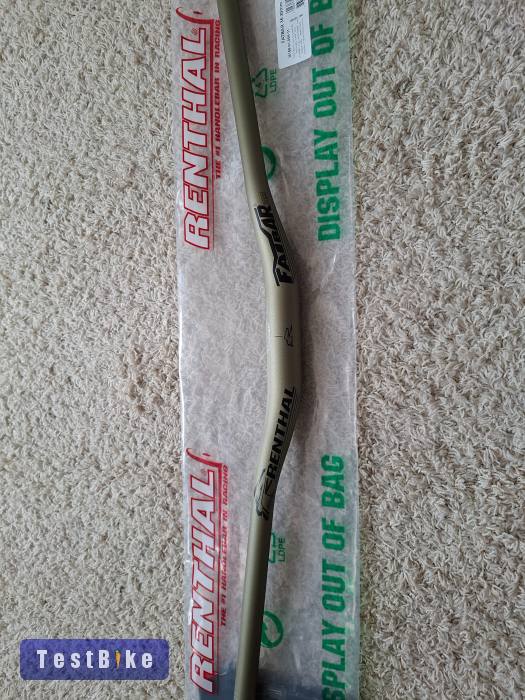 RENTHAL
THE #1 HANDLEBAR IN RACING
LDPE
DISPLAY OUT OF B
FATBAR
RENTHAL
RENTHAL
THE #1 HANDLEBAR IN RACING
LDPE
DISPLAY OUT OF BAG
TestBike